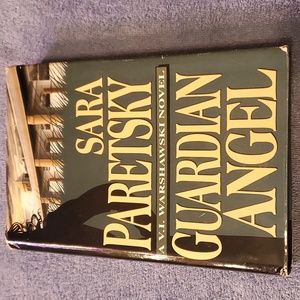 SARA
PARETSKY
A V.I. WARSHAWSKI NOVEL
GUARDIAN
ANGEL